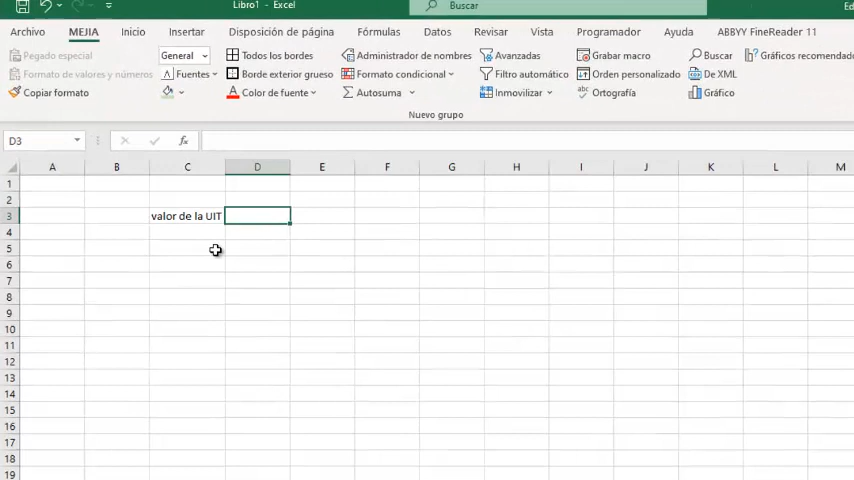 Libro1 - Excel
Buscar
Archivo MEJIA Inicio Insertar Disposición de página Fórmulas Datos Revisar Vista Programador Ayuda ABBYY FineReader 11
Pegado especial General Todos los bordes Administrador de nombres Avanzadas Grabar macro Buscar Gráficos recomendado
Formato de valores y números Fuentes Borde exterior grueso Formato condicional Filtro automático Orden personalizado De XML
Copiar formato Color de fuente Autosuma Inmovilizar Ortografía Gráfico
Nuevo grupo
D3 fx
A B C D E F G H I J K L M
1
2
3 valor de la UIT
4
5
6
7
8
9
10
11
12
13
14
15
16
17
18
19